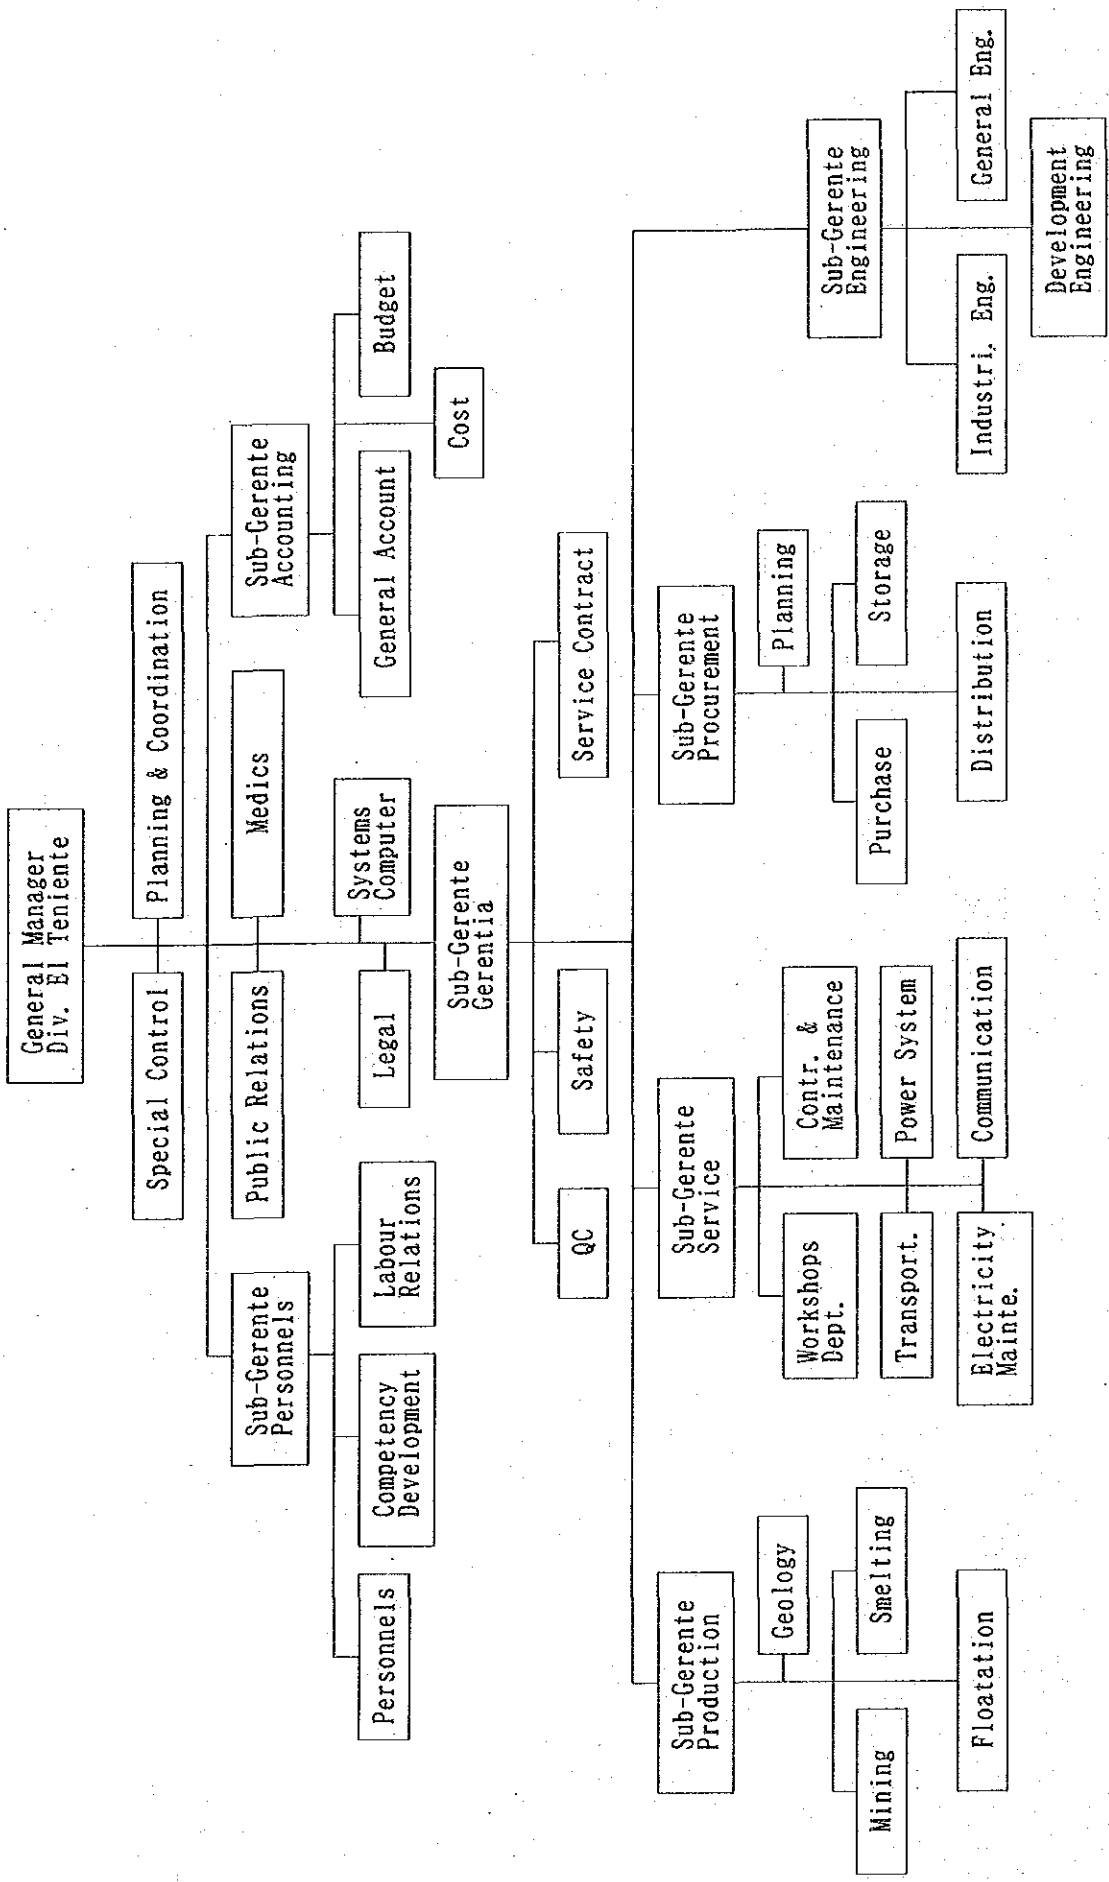 General Manager
Div. El Teniente
Special Control
Planning & Coordination
Sub-Gerente
Personnels
Public Relations
Medics
Sub-Gerente
Accounting
Personnels
Competency
Development
Labour
Relations
Legal
Systems
Computer
General Account
Budget
Cost
Sub-Gerente
Gerentia
QC
Safety
Service Contract
Sub-Gerente
Production
Sub-Gerente
Service
Sub-Gerente
Procurement
Sub-Gerente
Engineering
Geology
Mining
Smelting
Floatation
Workshops
Dept.
Contr. &
Maintenance
Transport.
Power System
Electricity
Mainte.
Communication
Planning
Purchase
Storage
Distribution
Industri. Eng.
General Eng.
Development
Engineering